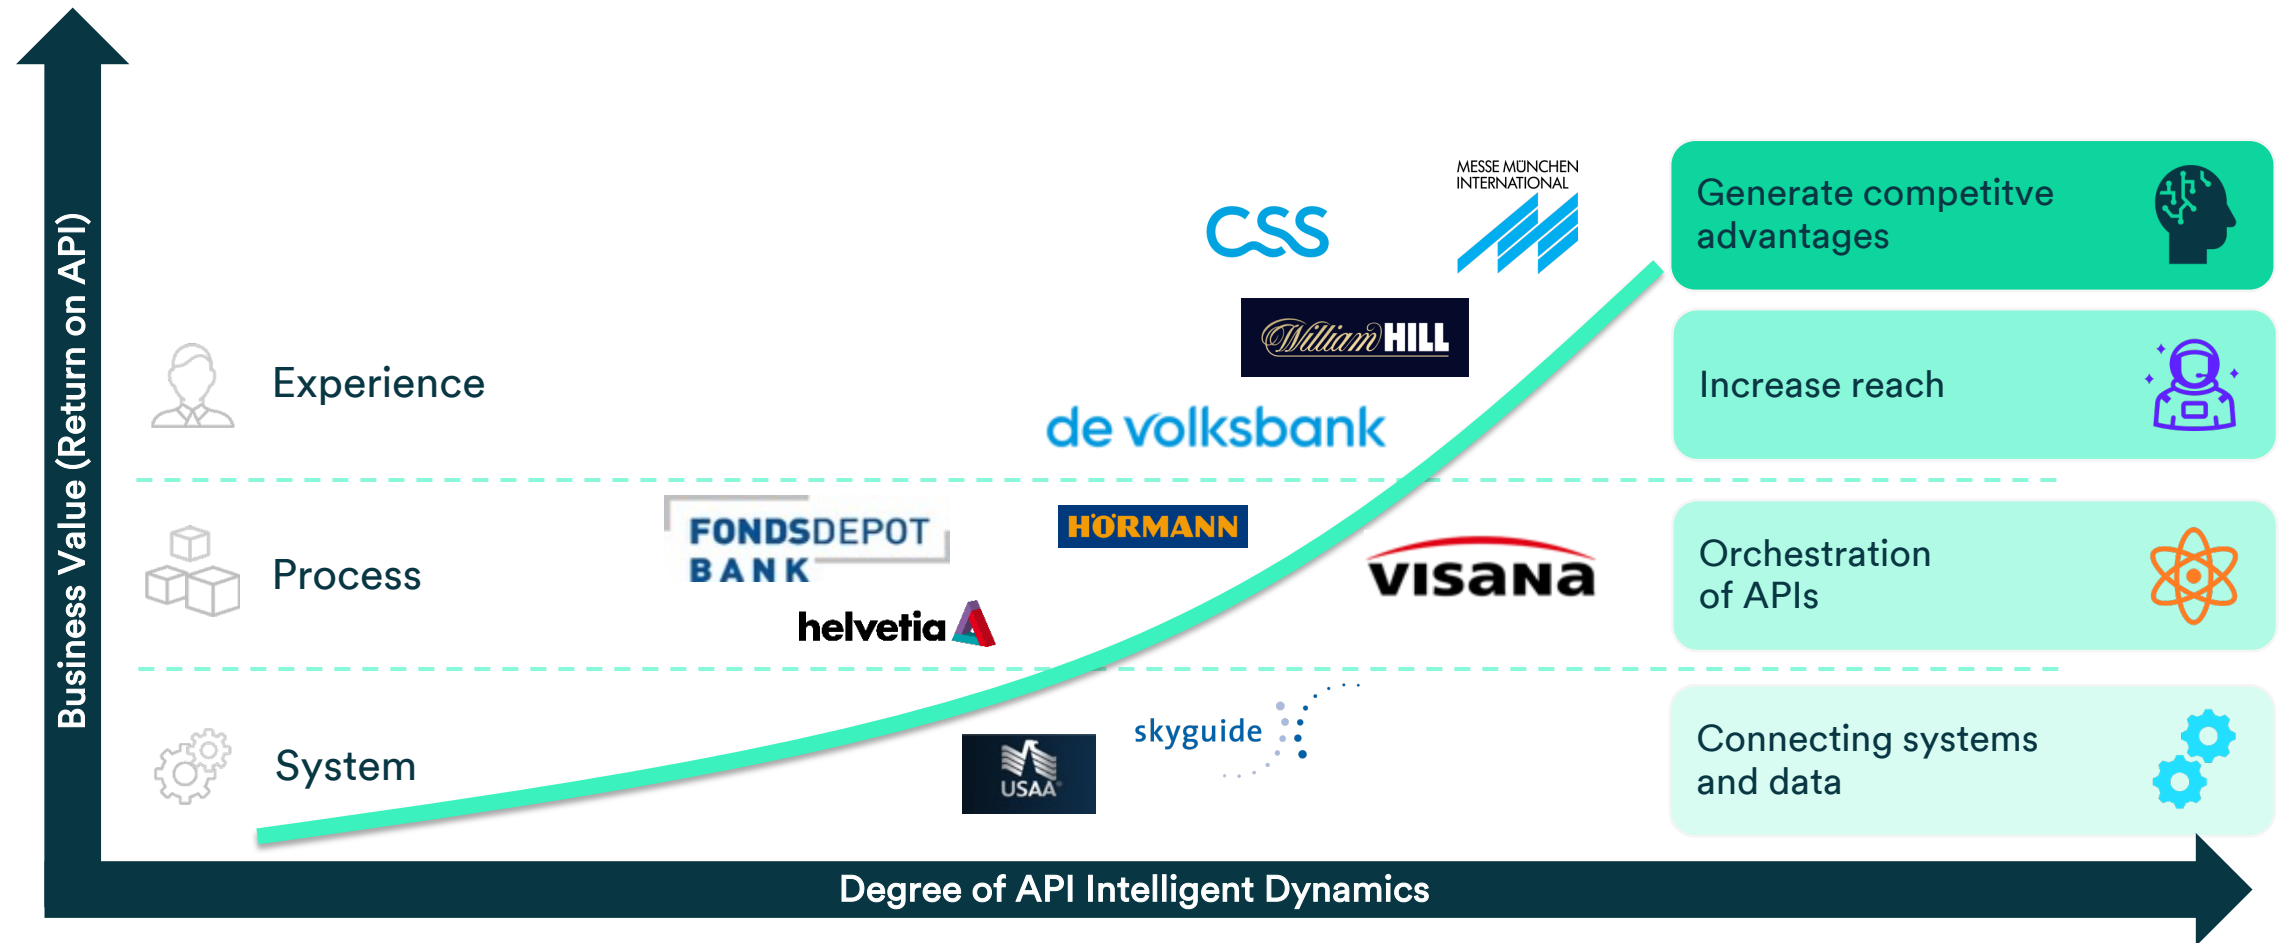 Business Value (Return on API)
MESSE MÜNCHEN
INTERNATIONAL
CSS
Generate competitve
advantages
William HILL
Experience
Increase reach
de volksbank
FONDSDEPOT
BANK
HÖRMANN
Process
VISANA
Orchestration
of APIs
helvetia
skyguide
System
USAA
Connecting systems
and data
Degree of API Intelligent Dynamics